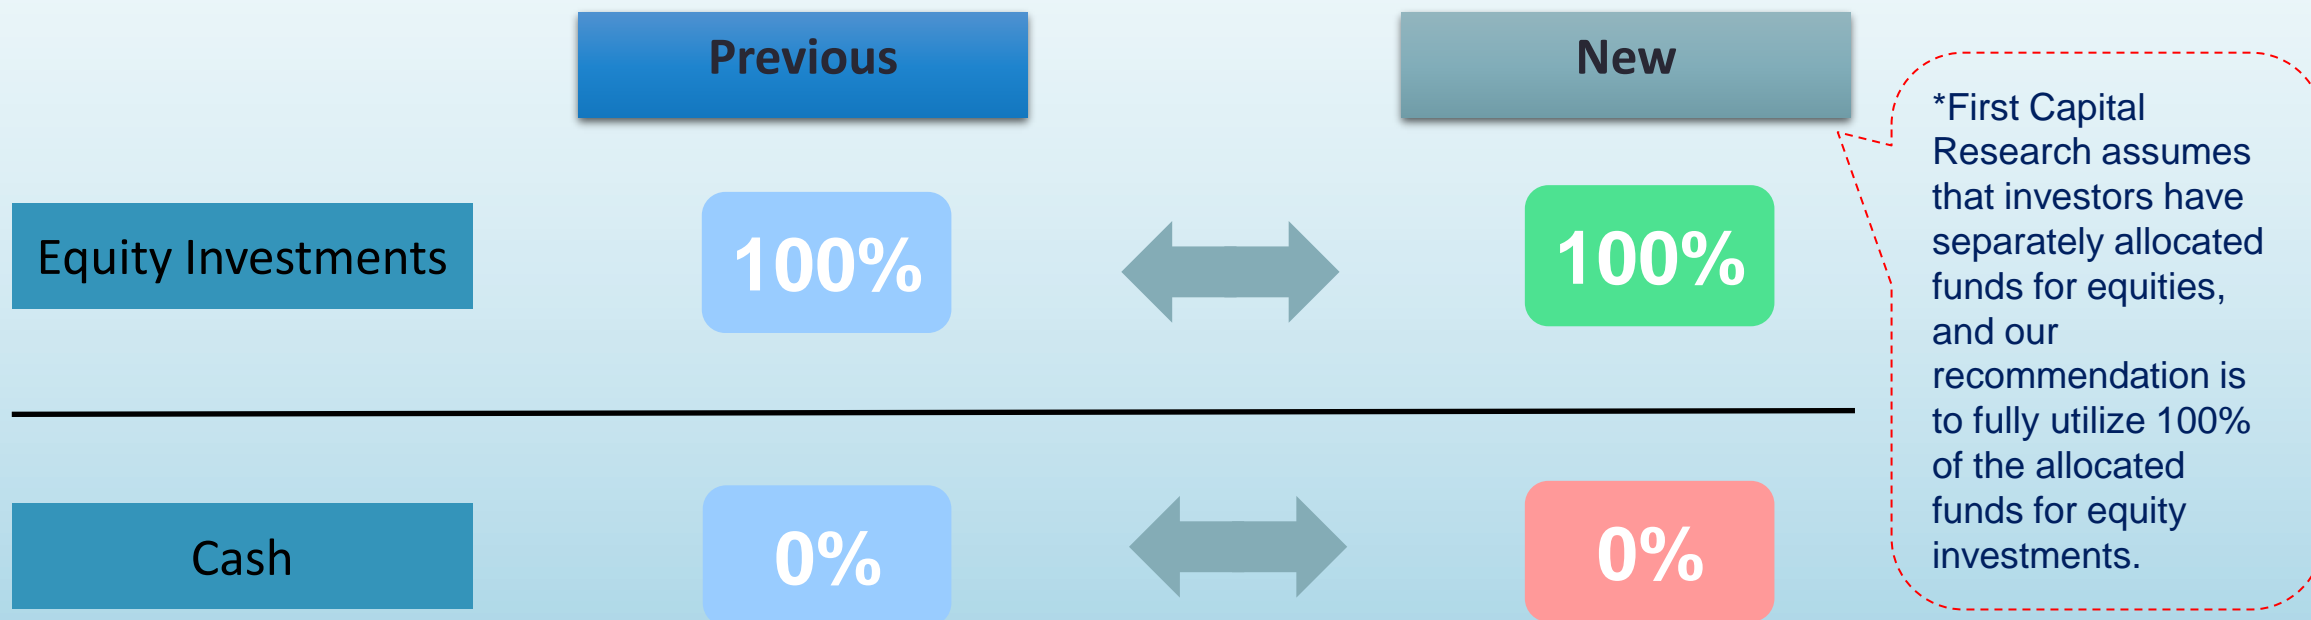 Previous
New
Equity Investments
100%
100%
Cash
0%
0%
*First Capital
Research assumes
that investors have
separately allocated
funds for equities,
and our
recommendation is
to fully utilize 100%
of the allocated
funds for equity
investments.